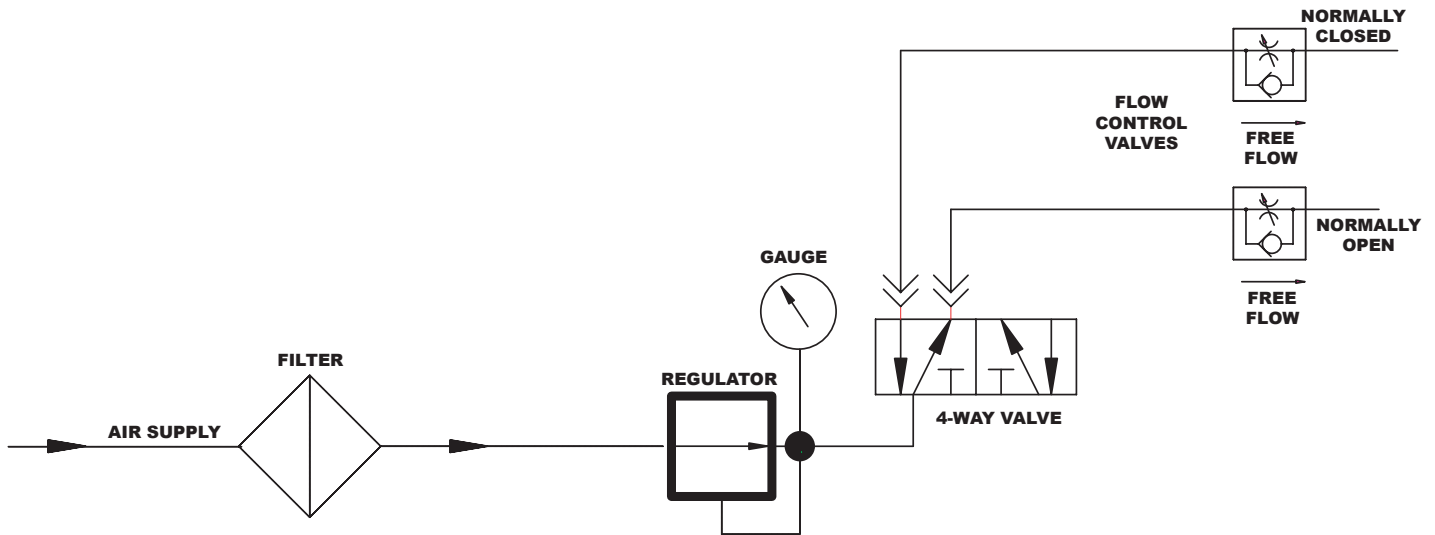 NORMALLY
CLOSED
FLOW
CONTROL
VALVES
FREE
FLOW
NORMALLY
OPEN
FREE
FLOW
GAUGE
FILTER
REGULATOR
4-WAY VALVE
AIR SUPPLY